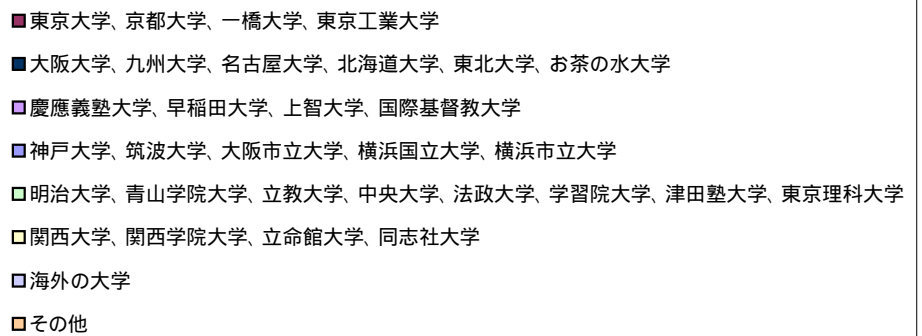 東京大学、京都大学、一橋大学、東京工業大学
大阪大学、九州大学、名古屋大学、北海道大学、東北大学、お茶の水大学
慶應義塾大学、早稲田大学、上智大学、国際基督教大学
神戸大学、筑波大学、大阪市立大学、横浜国立大学、横浜市立大学
明治大学、青山学院大学、立教大学、中央大学、法政大学、学習院大学、津田塾大学、東京理科大学
関西大学、関西学院大学、立命館大学、同志社大学
海外の大学
その他